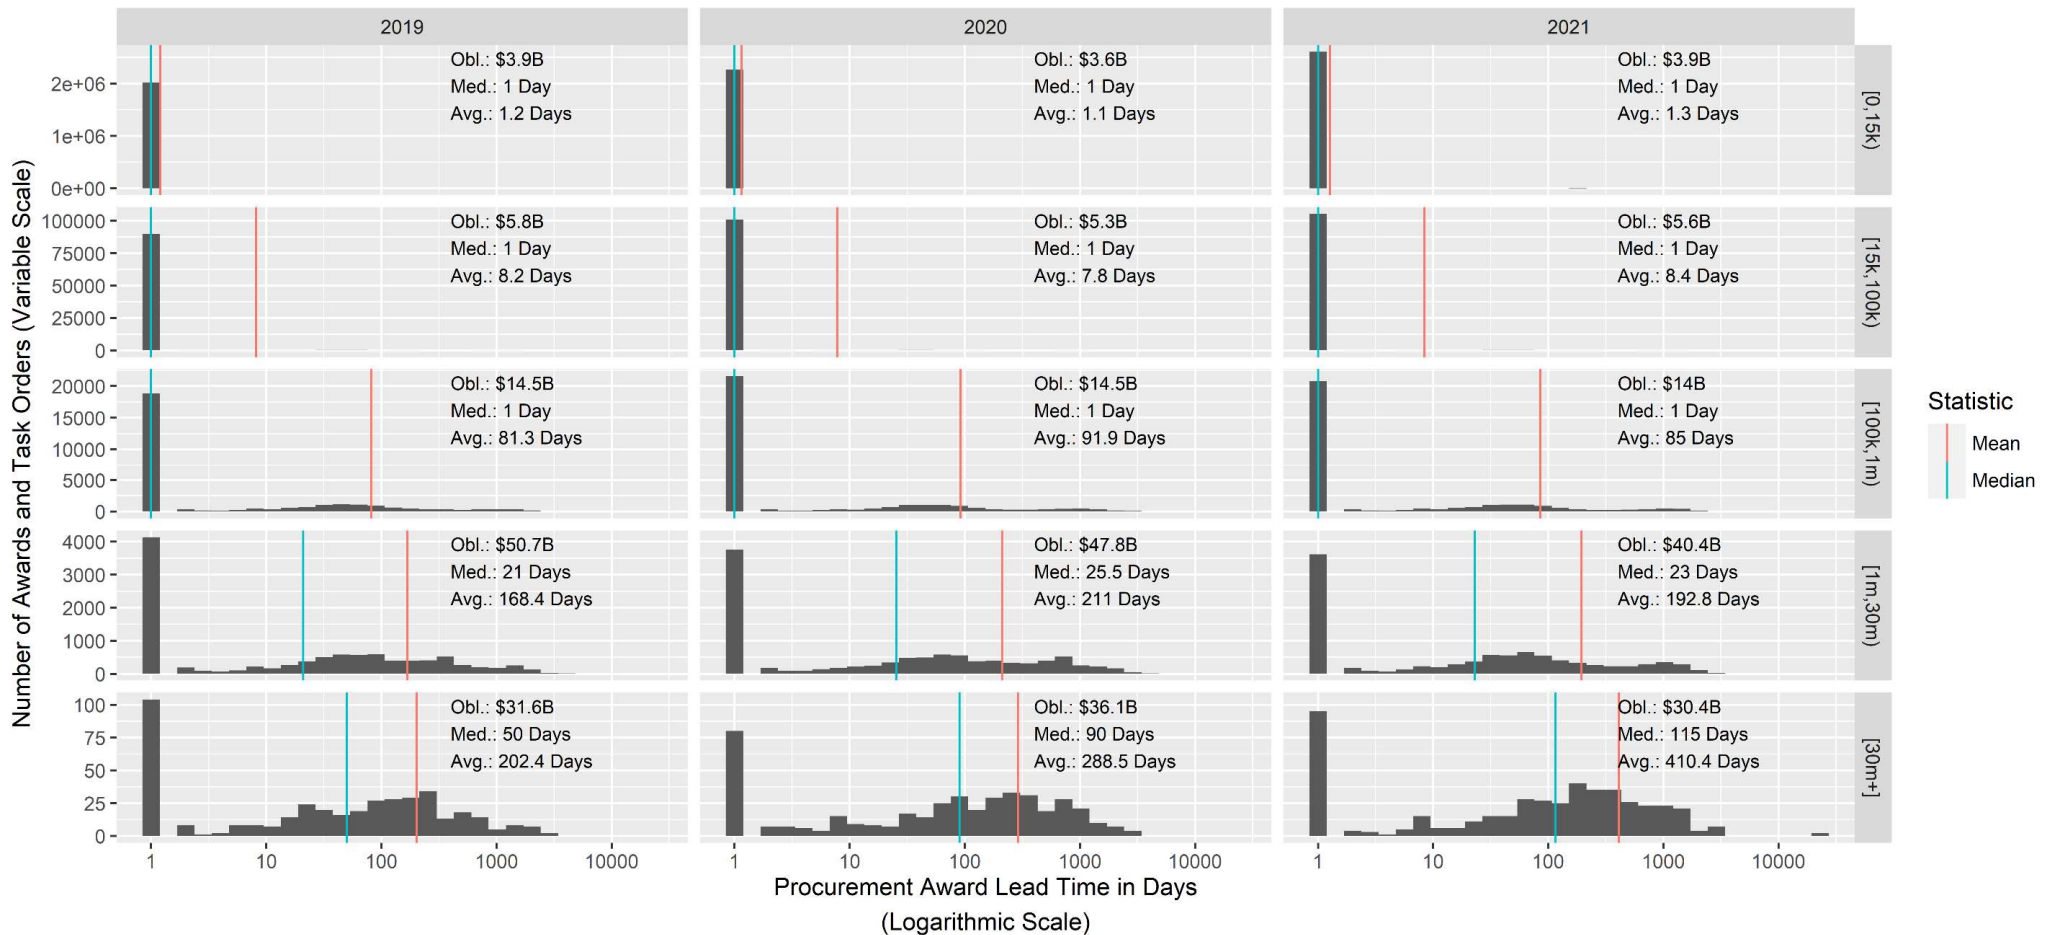 2019
2020
2021
Number of Awards and Task Orders (Variable Scale)
2e+06
1e+06
0e+00
Obl.: $3.9B
Med.: 1 Day
Avg.: 1.2 Days
Obl.: $3.6B
Med.: 1 Day
Avg.: 1.1 Days
Obl.: $3.9B
Med.: 1 Day
Avg.: 1.3 Days
[0,15k)
100000
75000
50000
25000
0
Obl.: $5.8B
Med.: 1 Day
Avg.: 8.2 Days
Obl.: $5.3B
Med.: 1 Day
Avg.: 7.8 Days
Obl.: $5.6B
Med.: 1 Day
Avg.: 8.4 Days
[15k,100k)
20000
15000
10000
5000
0
Obl.: $14.5B
Med.: 1 Day
Avg.: 81.3 Days
Obl.: $14.5B
Med.: 1 Day
Avg.: 91.9 Days
Obl.: $14B
Med.: 1 Day
Avg.: 85 Days
[100k,1m)
4000
3000
2000
1000
0
Obl.: $50.7B
Med.: 21 Days
Avg.: 168.4 Days
Obl.: $47.8B
Med.: 25.5 Days
Avg.: 211 Days
Obl.: $40.4B
Med.: 23 Days
Avg.: 192.8 Days
[1m,30m)
100
75
50
25
0
Obl.: $31.6B
Med.: 50 Days
Avg.: 202.4 Days
Obl.: $36.1B
Med.: 90 Days
Avg.: 288.5 Days
Obl.: $30.4B
Med.: 115 Days
Avg.: 410.4 Days
[30m+]
1 10 100 1000 10000
1 10 100 1000 10000
1 10 100 1000 10000
Procurement Award Lead Time in Days
(Logarithmic Scale)
Statistic
Mean
Median